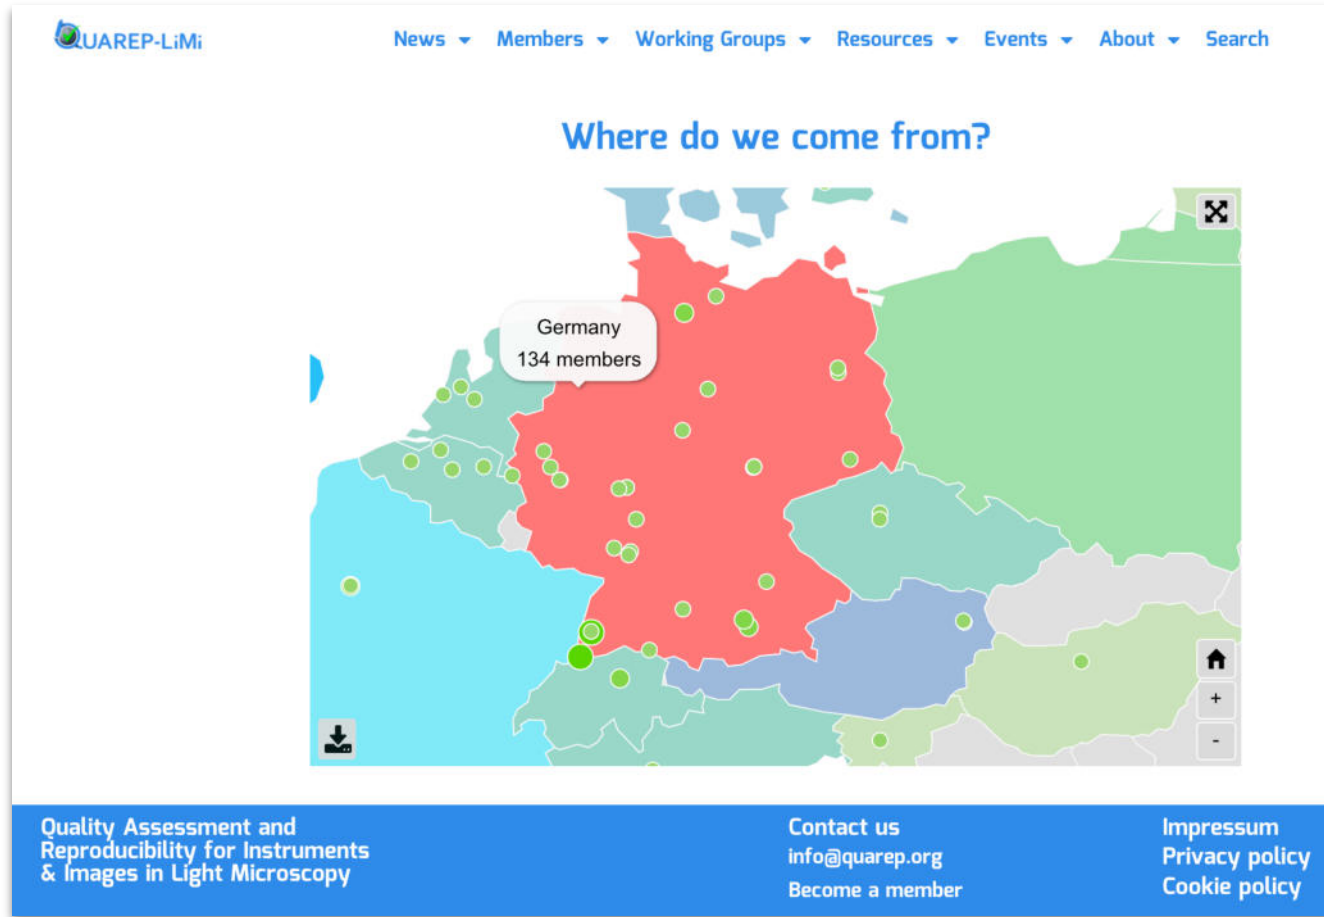 QUAREP-LiMi
News Members Working Groups Resources Events About Search
Where do we come from?
Germany
134 members
+
-
Quality Assessment and
Reproducibility for Instruments
& Images in Light Microscopy
Contact us
info@quarep.org
Become a member
Impressum
Privacy policy
Cookie policy